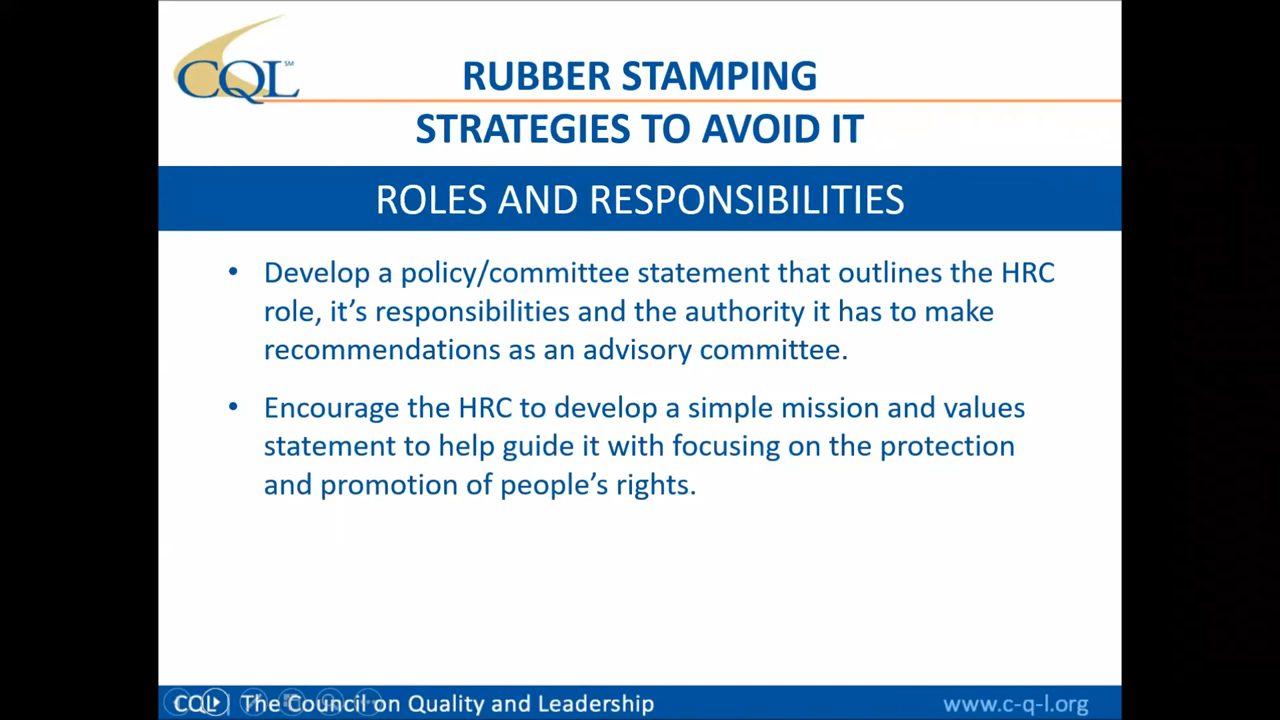 CQL SM
RUBBER STAMPING
STRATEGIES TO AVOID IT
ROLES AND RESPONSIBILITIES
• Develop a policy/committee statement that outlines the HRC
role, it's responsibilities and the authority it has to make
recommendations as an advisory committee.
• Encourage the HRC to develop a simple mission and values
statement to help guide it with focusing on the protection
and promotion of people's rights.
CQL | The Council on Quality and Leadership
www.c-q-l.org